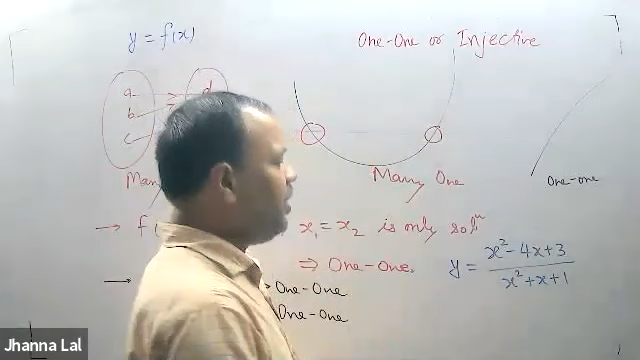 y = f(x)
One-One or Injective
a
b
c
d
Many
Many One
One-one
→ f x₁ = x₂ is only solⁿ
⇒ One-One.
y = x² - 4x + 3 / x² + x + 1
One-One
One-One
Jhanna Lal